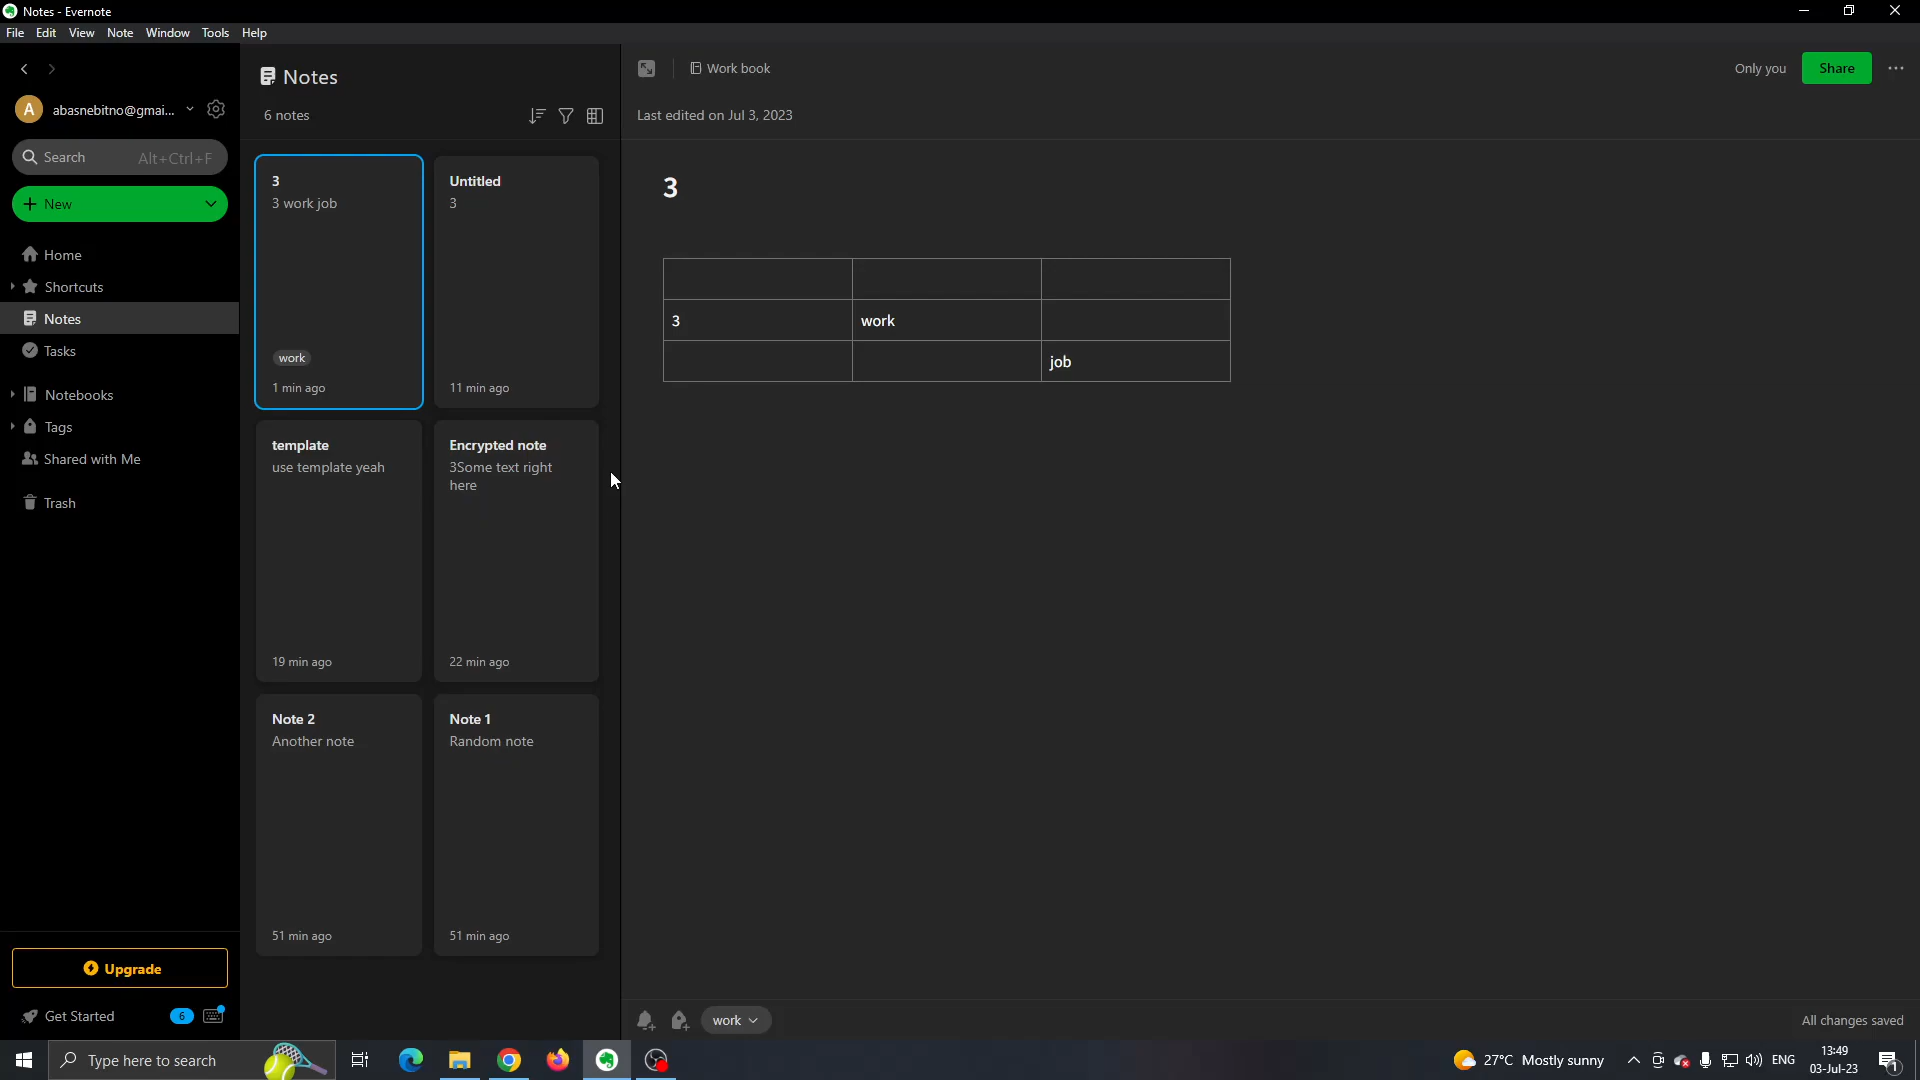 Notes - Evernote
File Edit View Note Window Tools Help
A abasnebitno@gmai...
Search Alt+Ctrl+F
New
Home
Shortcuts
Notes
Tasks
Notebooks
Tags
Shared with Me
Trash
Upgrade
Get Started 6
Notes
6 notes
3
3 work job
work
1 min ago
Untitled
3
11 min ago
template
use template yeah
19 min ago
Encrypted note
3Some text right
here
22 min ago
Note 2
Another note
51 min ago
Note 1
Random note
51 min ago
Work book
Only you Share
Last edited on Jul 3, 2023
3
3 work
job
work
All changes saved
Type here to search
27°C Mostly sunny
ENG
13:49
03-Jul-23
1